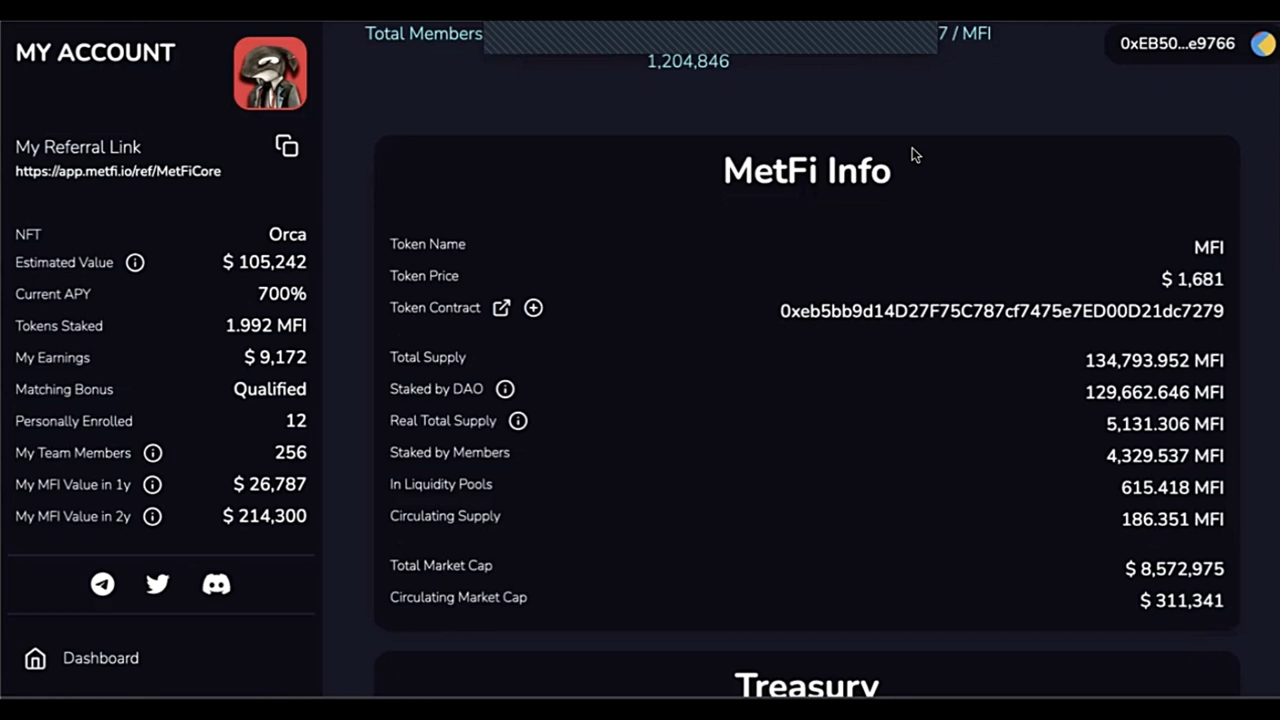 MY ACCOUNT
My Referral Link
https://app.metfi.io/ref/MetFiCore
NFT Orca
Estimated Value $ 105,242
Current APY 700%
Tokens Staked 1.992 MFI
My Earnings $ 9,172
Matching Bonus Qualified
Personally Enrolled 12
My Team Members 256
My MFI Value in 1y $ 26,787
My MFI Value in 2y $ 214,300
Dashboard
Total Members 7 / MFI
1,204,846
0xEB50...e9766
MetFi Info
Token Name MFI
Token Price $ 1,681
Token Contract 0xeb5bb9d14D27F75C787cf7475e7ED00D21dc7279
Total Supply 134,793.952 MFI
Staked by DAO 129,662.646 MFI
Real Total Supply 5,131.306 MFI
Staked by Members 4,329.537 MFI
In Liquidity Pools 615.418 MFI
Circulating Supply 186.351 MFI
Total Market Cap $ 8,572,975
Circulating Market Cap $ 311,341
Treasury